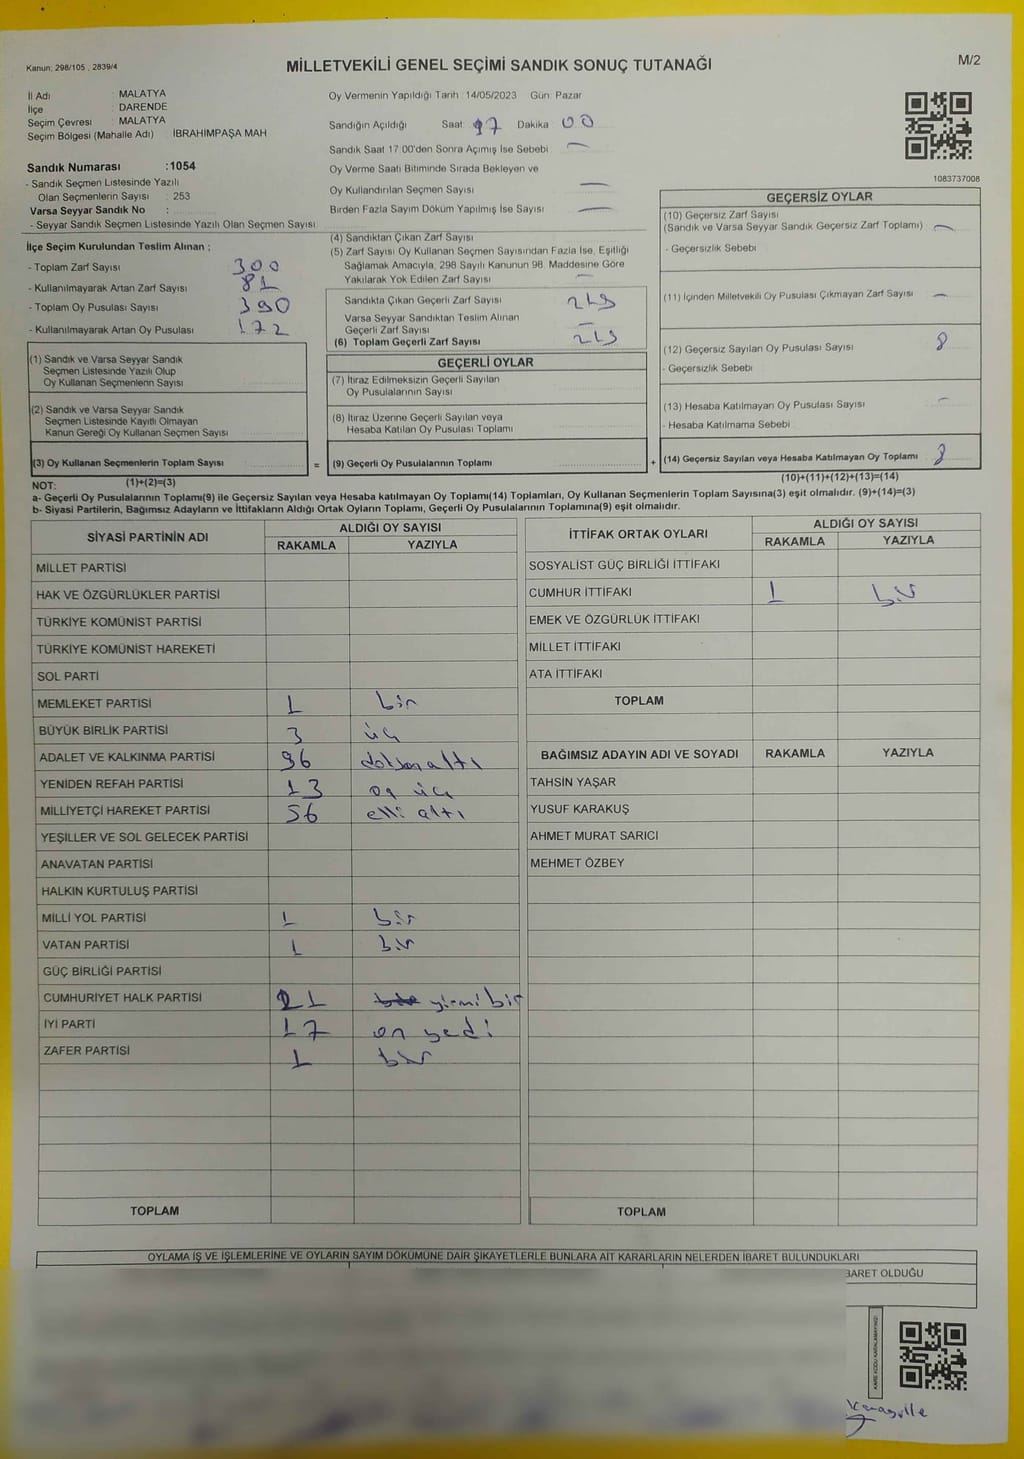 Kanun: 298/105 , 2839/4
MİLLETVEKİLİ GENEL SEÇİMİ SANDIK SONUÇ TUTANAĞI
M/2
İl Adı : MALATYA
İlçe : DARENDE
Seçim Çevresi : MALATYA
Seçim Bölgesi (Mahalle Adı) : İBRAHİMPAŞA MAH
Sandık Numarası :1054
- Sandık Seçmen Listesinde Yazılı
Olan Seçmenlerin Sayısı : 253
Varsa Seyyar Sandık No :
- Seyyar Sandık Seçmen Listesinde Yazılı Olan Seçmen Sayısı
Oy Vermenin Yapıldığı Tarih :14/05/2023 Gün: Pazar
Sandığın Açıldığı Saat 17 Dakika 00
Sandık Saat 17:00'den Sonra Açımış İse Sebebi —
Oy Verme Saati Bitiminde Sırada Bekleyen ve
Oy Kullandırılan Seçmen Sayısı —
Birden Fazla Sayım Döküm Yapılmış İse Sayısı —
1083737008
İlçe Seçim Kurulundan Teslim Alınan ;
- Toplam Zarf Sayısı 300
- Kullanılmayarak Artan Zarf Sayısı 81
- Toplam Oy Pusulası Sayısı 390
- Kullanılmayarak Artan Oy Pusulası 172
(4) Sandıktan Çıkan Zarf Sayısı
(5) Zarf Sayısı Oy Kullanan Seçmen Sayısından Fazla İse, Eşitliği
Sağlamak Amacıyla, 298 Sayılı Kanunun 98. Maddesine Göre
Yakılarak Yok Edilen Zarf Sayısı —
Sandıkta Çıkan Geçerli Zarf Sayısı 219
Varsa Seyyar Sandıktan Teslim Alınan
Geçerli Zarf Sayısı —
(6) Toplam Geçerli Zarf Sayısı 219
GEÇERSİZ OYLAR
(10) Geçersiz Zarf Sayısı
(Sandık ve Varsa Seyyar Sandık Geçersiz Zarf Toplamı) —
- Geçersizlik Sebebi
(11) İçinden Milletvekili Oy Pusulası Çıkmayan Zarf Sayısı —
(12) Geçersiz Sayılan Oy Pusulası Sayısı 8
- Geçersizlik Sebebi
(13) Hesaba Katılmayan Oy Pusulası Sayısı —
- Hesaba Katılmama Sebebi
(14) Geçersiz Sayılan veya Hesaba Katılmayan Oy Toplamı 8
(10)+(11)+(12)+(13)=(14)
(1) Sandık ve Varsa Seyyar Sandık
Seçmen Listesinde Yazılı Olup
Oy Kullanan Seçmenlerin Sayısı
(2) Sandık ve Varsa Seyyar Sandık
Seçmen Listesinde Kayıtlı Olmayan
Kanun Gereği Oy Kullanan Seçmen Sayısı
(3) Oy Kullanan Seçmenlerin Toplam Sayısı =
(1)+(2)=(3)
GEÇERLİ OYLAR
(7) İtiraz Edilmeksizin Geçerli Sayılan
Oy Pusulalarının Sayısı
(8) İtiraz Üzerine Geçerli Sayılan veya
Hesaba Katılan Oy Pusulası Toplamı
(9) Geçerli Oy Pusulalarının Toplamı +
NOT:
a- Geçerli Oy Pusulalarının Toplamı(9) ile Geçersiz Sayılan veya Hesaba katılmayan Oy Toplamı(14) Toplamları, Oy Kullanan Seçmenlerin Toplam Sayısına(3) eşit olmalıdır. (9)+(14)=(3)
b- Siyasi Partilerin, Bağımsız Adayların ve İttifakların Aldığı Ortak Oyların Toplamı, Geçerli Oy Pusulalarının Toplamına(9) eşit olmalıdır.
SİYASİ PARTİNİN ADI ALDIĞI OY SAYISI
RAKAMLA YAZIYLA
MİLLET PARTİSİ
HAK VE ÖZGÜRLÜKLER PARTİSİ
TÜRKİYE KOMÜNİST PARTİSİ
TÜRKİYE KOMÜNİST HAREKETİ
SOL PARTİ
MEMLEKET PARTİSİ 1 bir
BÜYÜK BİRLİK PARTİSİ 3 üç
ADALET VE KALKINMA PARTİSİ 96 doksan altı
YENİDEN REFAH PARTİSİ 13 on üç
MİLLİYETÇİ HAREKET PARTİSİ 56 elli altı
YEŞİLLER VE SOL GELECEK PARTİSİ
ANAVATAN PARTİSİ
HALKIN KURTULUŞ PARTİSİ
MİLLİ YOL PARTİSİ 1 bir
VATAN PARTİSİ 1 bir
GÜÇ BİRLİĞİ PARTİSİ
CUMHURİYET HALK PARTİSİ 21 yirmi bir
İYİ PARTİ 17 on yedi
ZAFER PARTİSİ 1 bir
TOPLAM
İTTİFAK ORTAK OYLARI ALDIĞI OY SAYISI
RAKAMLA YAZIYLA
SOSYALİST GÜÇ BİRLİĞİ İTTİFAKI
CUMHUR İTTİFAKI 1 bir
EMEK VE ÖZGÜRLÜK İTTİFAKI
MİLLET İTTİFAKI
ATA İTTİFAKI
TOPLAM
BAĞIMSIZ ADAYIN ADI VE SOYADI RAKAMLA YAZIYLA
TAHSİN YAŞAR
YUSUF KARAKUŞ
AHMET MURAT SARICI
MEHMET ÖZBEY
TOPLAM
OYLAMA İŞ VE İŞLEMLERİNE VE OYLARIN SAYIM DÖKÜMÜNE DAİR ŞİKAYETLERLE BUNLARA AİT KARARLARIN NELERDEN İBARET BULUNDUKLARI
BARET OLDUĞU